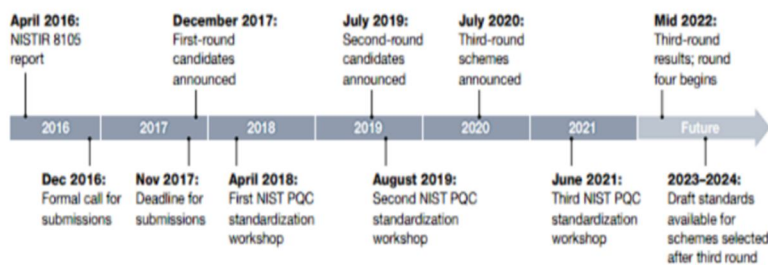 April 2016:
NISTIR 8105
report
December 2017:
First-round
candidates
announced
July 2019:
Second-round
candidates
announced
July 2020:
Third-round
schemes
announced
Mid 2022:
Third-round
results; round
four begins
2016
2017
2018
2019
2020
2021
Future
Dec 2016:
Formal call for
submissions
Nov 2017:
Deadline for
submissions
April 2018:
First NIST PQC
standardization
workshop
August 2019:
Second NIST PQC
standardization
workshop
June 2021:
Third NIST PQC
standardization
workshop
2023–2024:
Draft standards
available for
schemes selected
after third round